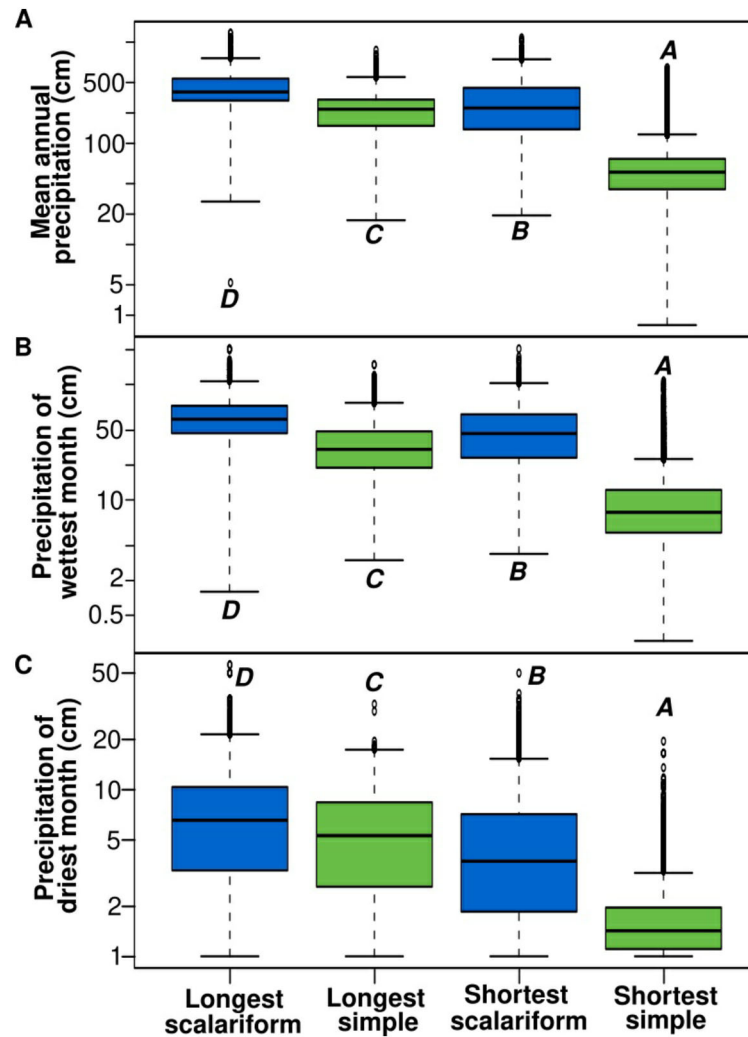 A
Mean annual
precipitation (cm)
500
100
20
5
1
D
C
B
A
B
Precipitation of
wettest month (cm)
50
10
2
0.5
D
C
B
A
C
Precipitation of
driest month (cm)
50
20
10
5
2
1
D
C
B
A
Longest
scalariform
Longest
simple
Shortest
scalariform
Shortest
simple